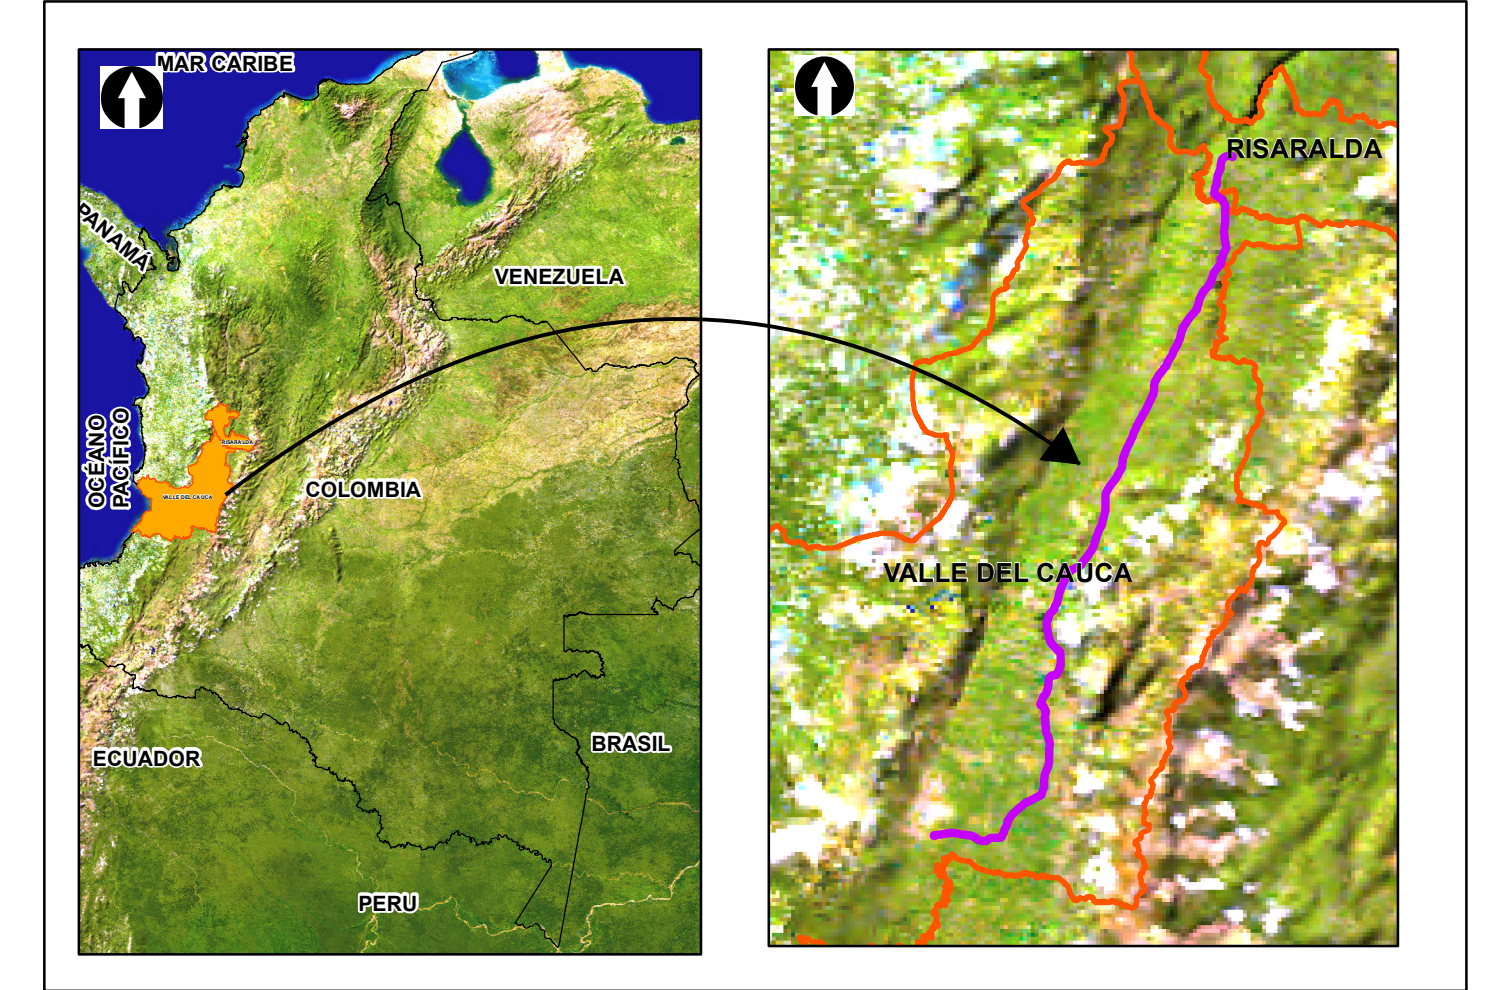 MAR CARIBE
PANAMÁ
VENEZUELA
OCÉANO
PACÍFICO
RISARALDA
VALLE DEL CAUCA
COLOMBIA
ECUADOR
BRASIL
PERU
RISARALDA
VALLE DEL CAUCA